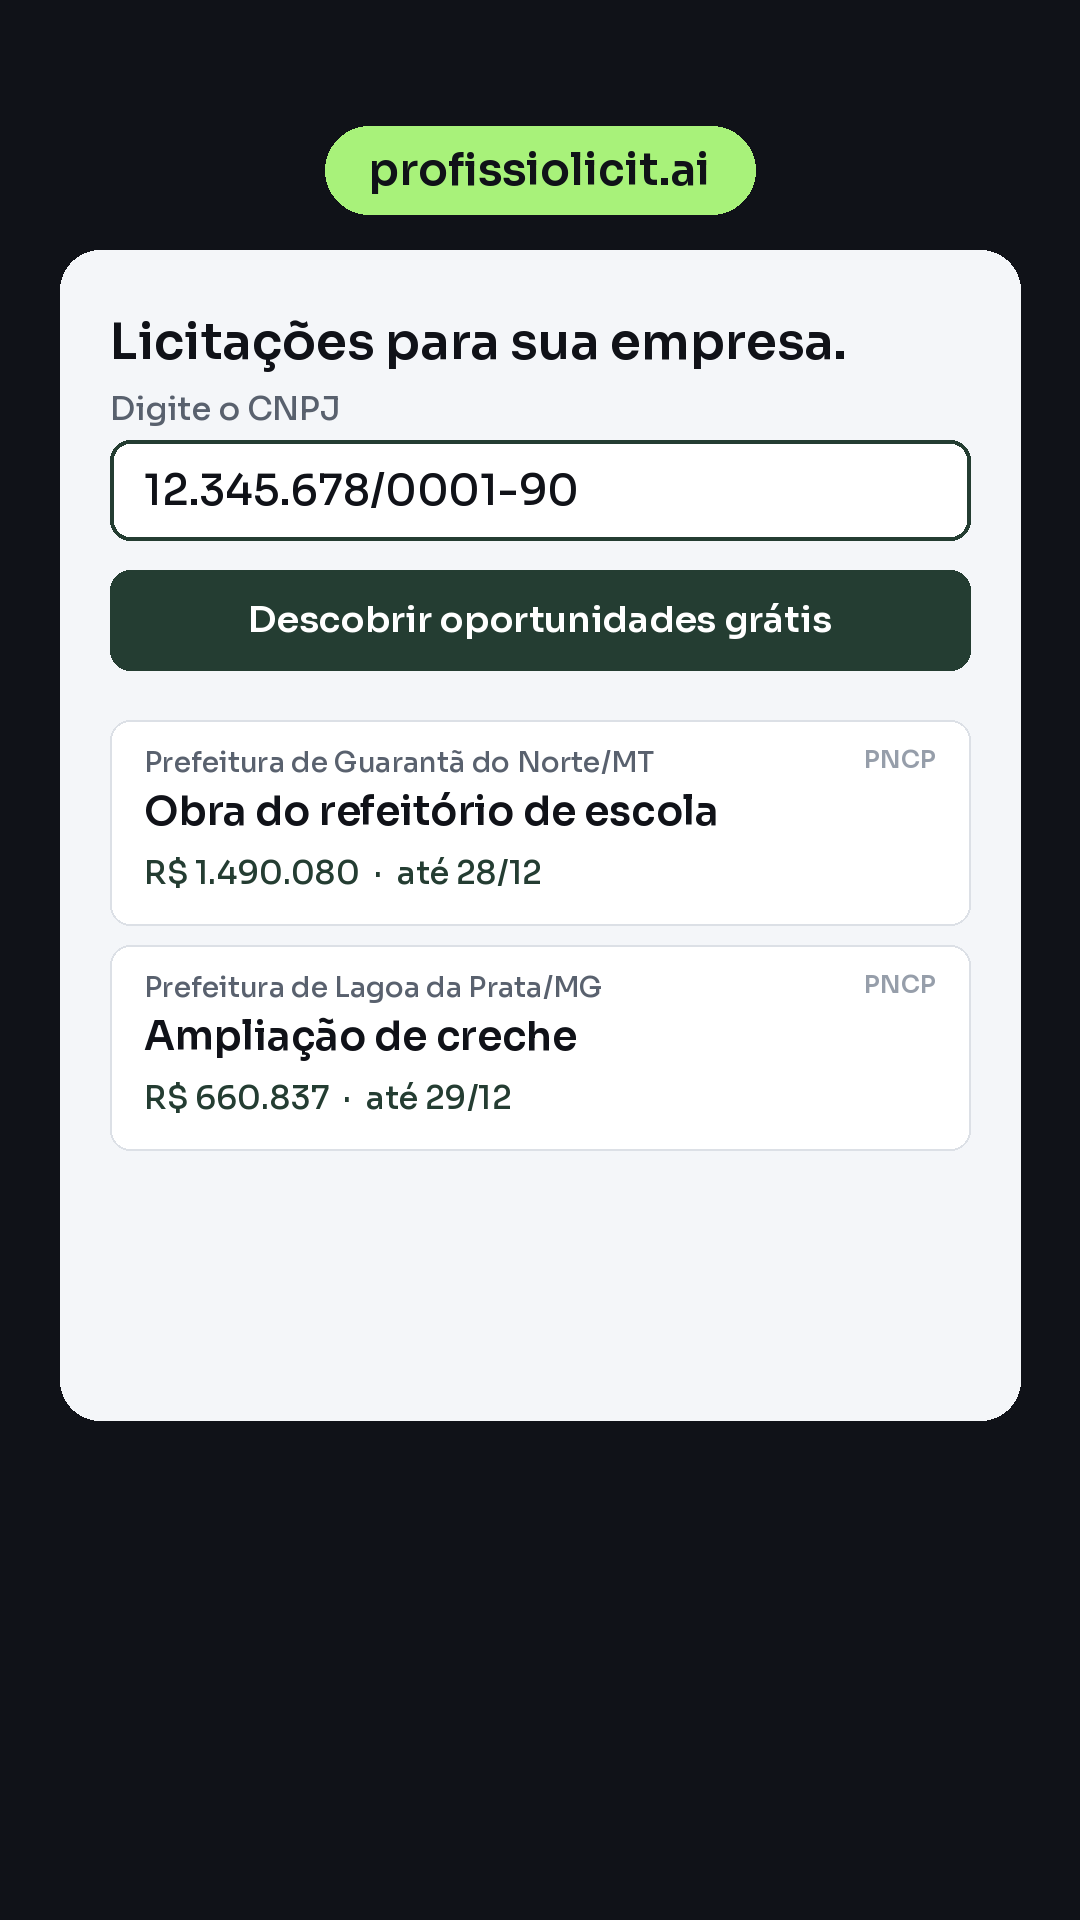 profissiolicit.ai
Licitações para sua empresa.
Digite o CNPJ
12.345.678/0001-90
Descobrir oportunidades grátis
Prefeitura de Guarantã do Norte/MT
PNCP
Obra do refeitório de escola
R$ 1.490.080 · até 28/12
Prefeitura de Lagoa da Prata/MG
PNCP
Ampliação de creche
R$ 660.837 · até 29/12